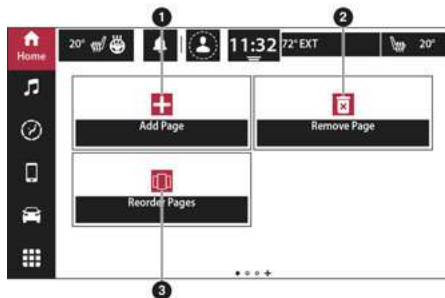 1 2
Home 20° 11:32 72° EXT 20°
Add Page Remove Page
Reorder Pages
3